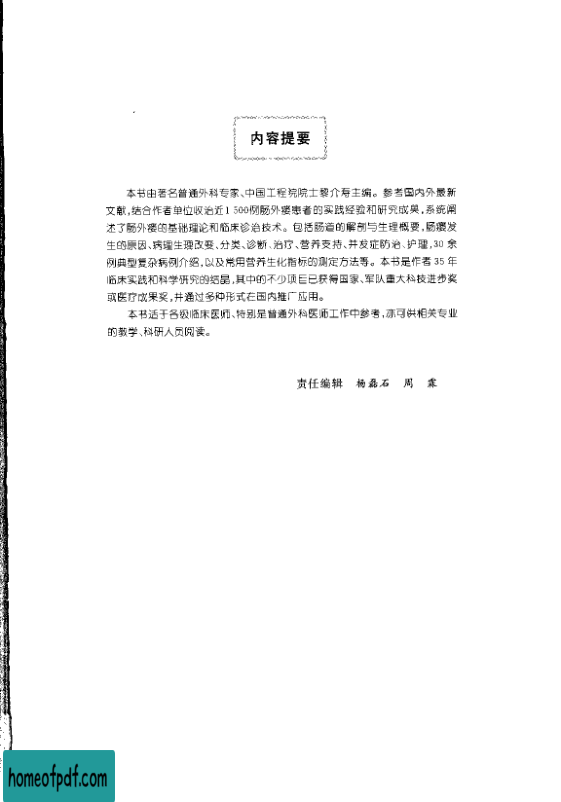 内容提要
本书由著名普通外科专家、中国工程院院士黎介寿主编。参考国内外最新
文献,结合作者单位收治近1 500例肠外瘘患者的实践经验和研究成果,系统阐
述了肠外瘘的基础理论和临床诊治技术。包括肠道的解剖与生理概要,肠瘘发
生的原因、病理生理改变、分类、诊断、治疗、营养支持、并发症防治、护理,30余
例典型复杂病例介绍,以及常用营养生化指标的测定方法等。本书是作者35年
临床实践和科学研究的结晶,其中的不少项目已获得国家、军队重大科技进步奖
或医疗成果奖,并通过多种形式在国内推广应用。
本书适于各级临床医师、特别是普通外科医师工作中参考,亦可供相关专业
的教学、科研人员阅读。
责任编辑 杨磊石 周霖
homeofpdf.com